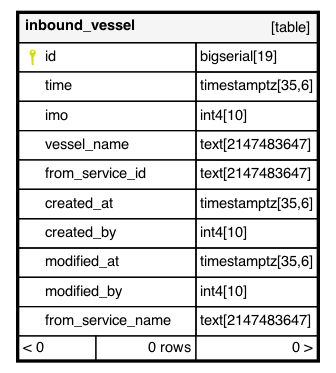 inbound_vessel [table]
id bigserial[19]
time timestamptz[35,6]
imo int4[10]
vessel_name text[2147483647]
from_service_id text[2147483647]
created_at timestamptz[35,6]
created_by int4[10]
modified_at timestamptz[35,6]
modified_by int4[10]
from_service_name text[2147483647]
< 0 0 rows 0 >